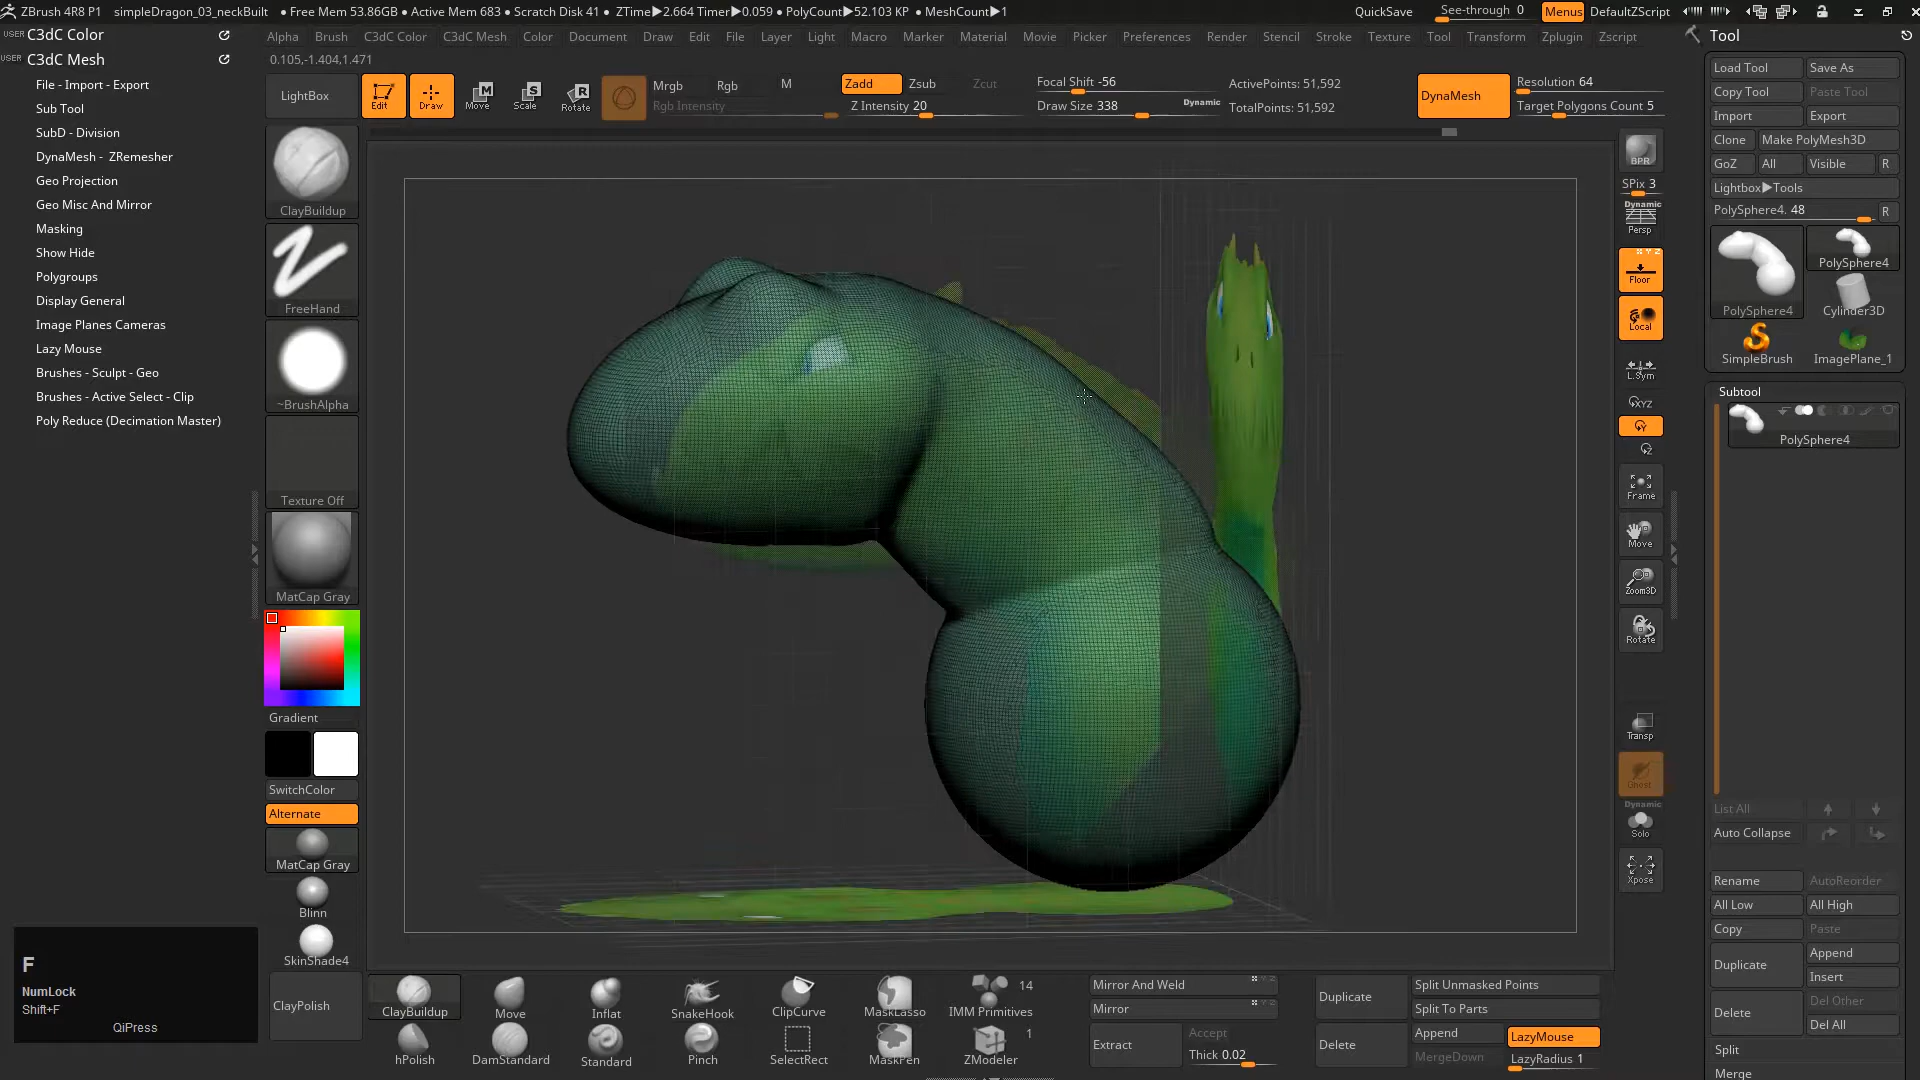 ZBrush 4R8 P1 simpleDragon_03_neckBuilt • Free Mem 53.86GB • Active Mem 683 • Scratch Disk 41 • ZTime▶2.664 Timer▶0.059 • PolyCount▶52.103 KP • MeshCount▶1 QuickSave See-through 0 Menus DefaultZScript
USER C3dC Color
Alpha Brush C3dC Color C3dC Mesh Color Document Draw Edit File Layer Light Macro Marker Material Movie Picker Preferences Render Stencil Stroke Texture Tool Transform Zplugin Zscript
Tool
USER C3dC Mesh
0.105,-1.404,1.471
File - Import - Export
Sub Tool
SubD - Division
DynaMesh - ZRemesher
Geo Projection
Geo Misc And Mirror
Masking
Show Hide
Polygroups
Display General
Image Planes Cameras
Lazy Mouse
Brushes - Sculpt - Geo
Brushes - Active Select - Clip
Poly Reduce (Decimation Master)
LightBox
Edit
Draw
Move
Scale
Rotate
M
S
R
Mrgb Rgb M
Rgb Intensity
Zadd Zsub Zcut
Z Intensity 20
Focal Shift -56
Draw Size 338
Dynamic
ActivePoints: 51,592
TotalPoints: 51,592
DynaMesh
Resolution 64
Target Polygons Count 5
ClayBuildup
FreeHand
~BrushAlpha
Texture Off
MatCap Gray
Gradient
SwitchColor
Alternate
MatCap Gray
Blinn
SkinShade4
ClayPolish
BPR
SPix 3
Dynamic
Persp
X Y Z
Floor
Local
L.Sym
XYZ
Y
Z
Frame
Move
Zoom3D
Rotate
Transp
Ghost
Dynamic
Solo
Xpose
Load Tool Save As
Copy Tool Paste Tool
Import Export
Clone Make PolyMesh3D
GoZ All Visible R
Lightbox▶Tools
PolySphere4. 48 R
PolySphere4
PolySphere4
Cylinder3D
SimpleBrush ImagePlane_1
Subtool
PolySphere4
List All
Auto Collapse
Rename AutoReorder
All Low All High
Copy Paste
Duplicate
Append
Insert
Delete
Del Other
Del All
Split
Merge
F
NumLock
Shift+F
QiPress
ClayBuildup Move Inflat SnakeHook ClipCurve MaskLasso IMM Primitives 14
hPolish DamStandard Standard Pinch SelectRect MaskPen ZModeler 1
Mirror And Weld
Mirror
Extract
Accept
Thick 0.02
Duplicate
Delete
Split Unmasked Points
Split To Parts
Append
MergeDown
LazyMouse
LazyRadius 1